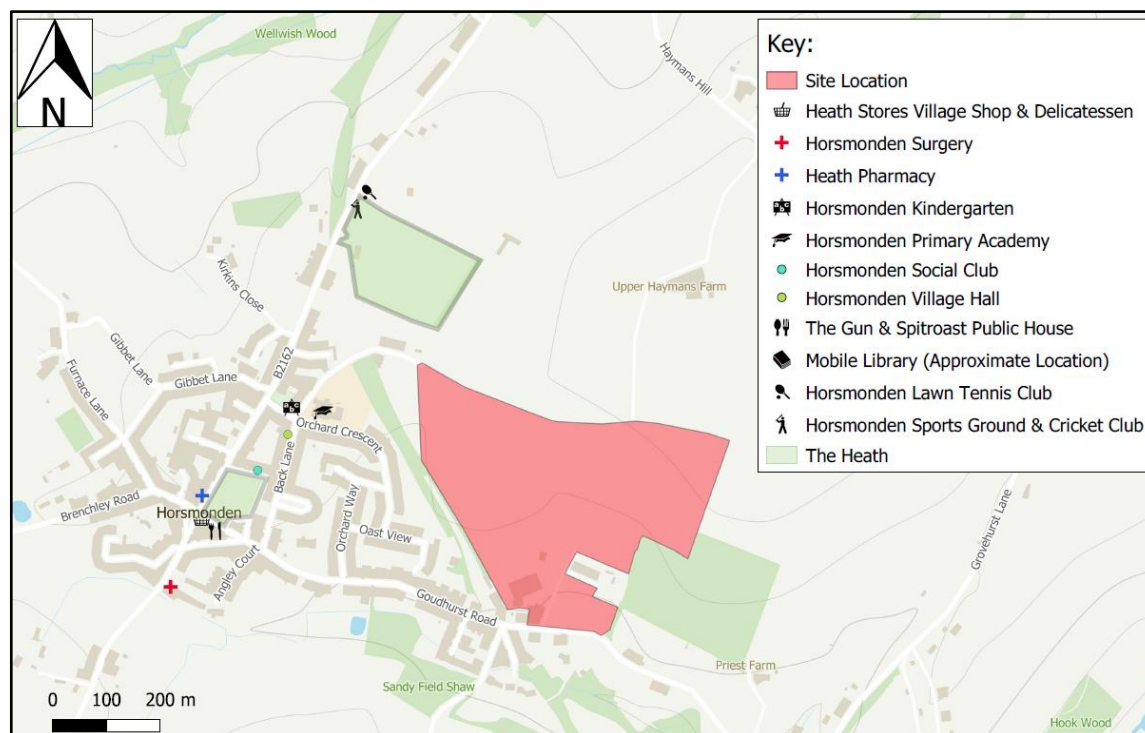 N
Wellwish Wood
Haymans Hill
Kirkins Close
Upper Haymans Farm
B2162
Gibbet Lane
Furnace Lane
Gibbet Lane
Orchard Crescent
Back Lane
Brenchley Road
Horsmonden
Orchard Way
Oast View
Angley Court
Goudhurst Road
Grovehurst Lane
Priest Farm
Sandy Field Shaw
Hook Wood
0 100 200 m
Key:
Site Location
Heath Stores Village Shop & Delicatessen
Horsmonden Surgery
Heath Pharmacy
Horsmonden Kindergarten
Horsmonden Primary Academy
Horsmonden Social Club
Horsmonden Village Hall
The Gun & Spitroast Public House
Mobile Library (Approximate Location)
Horsmonden Lawn Tennis Club
Horsmonden Sports Ground & Cricket Club
The Heath